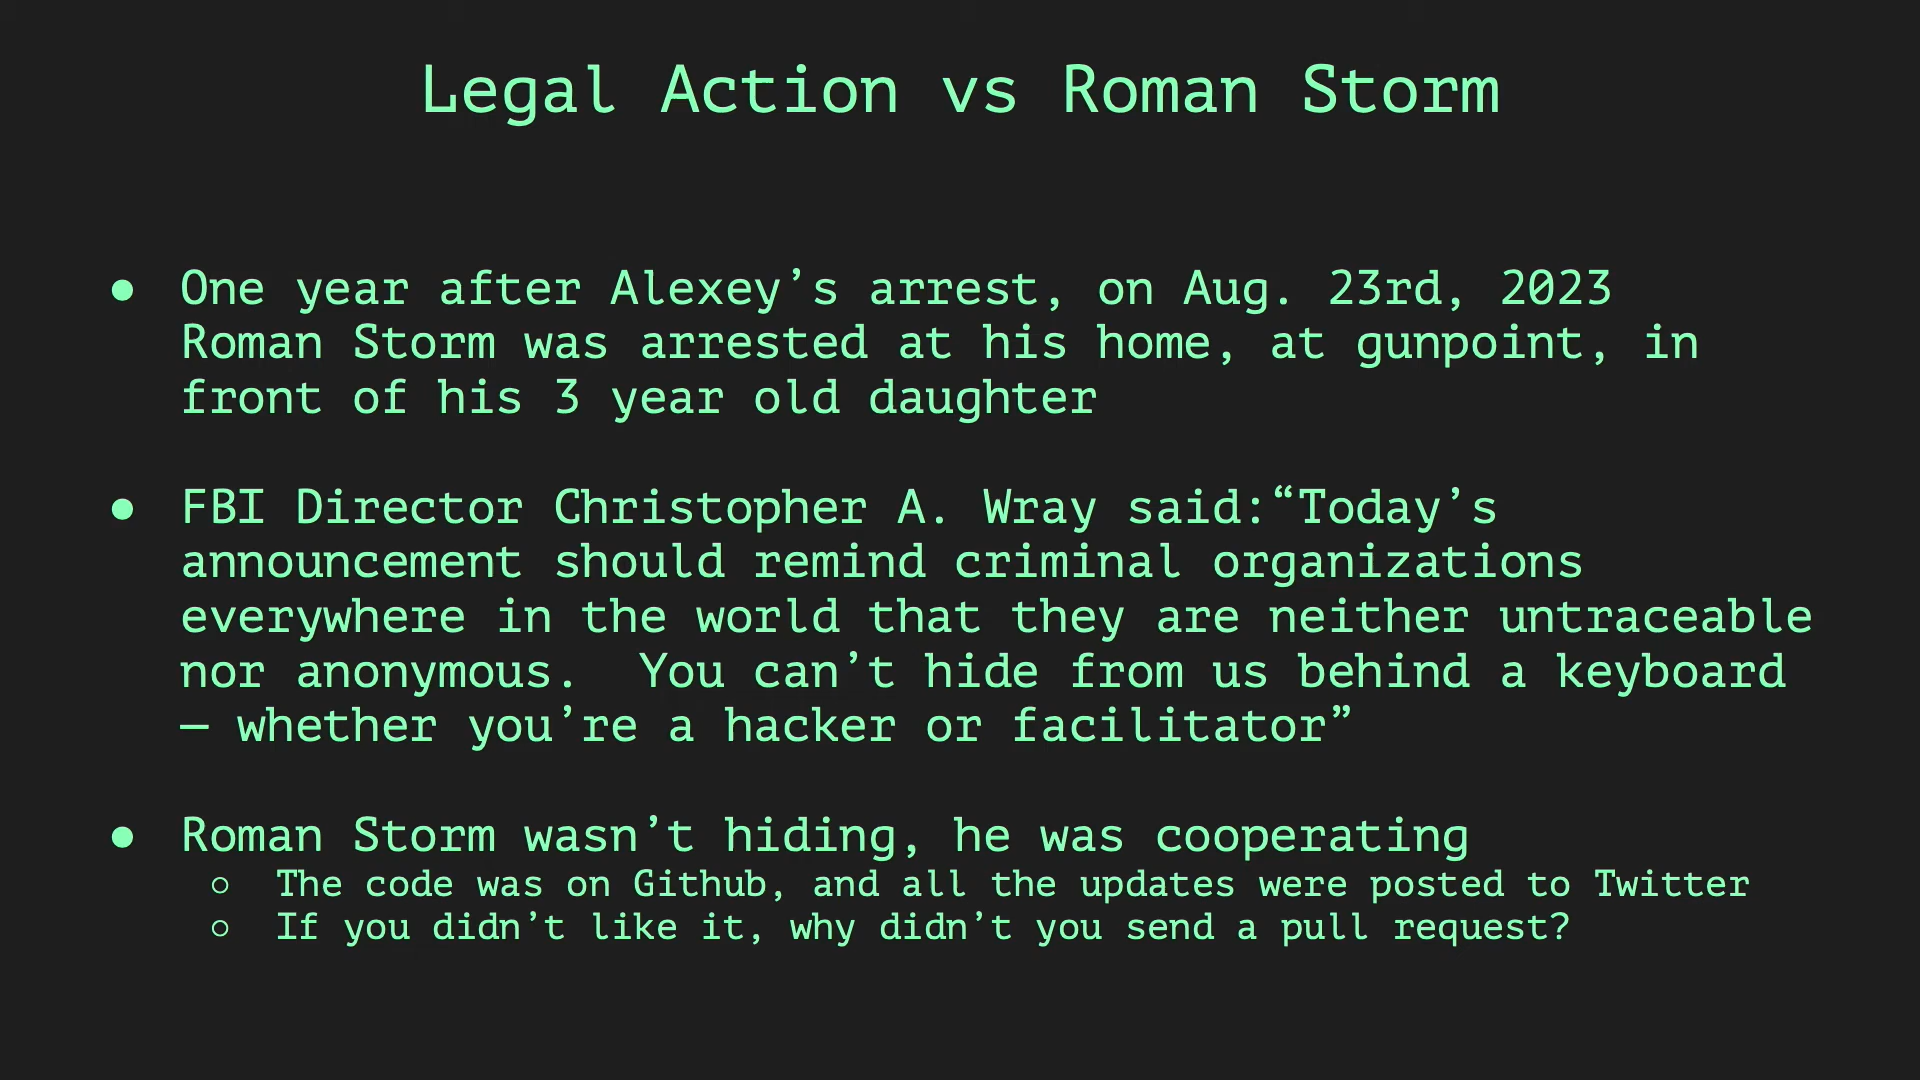 Legal Action vs Roman Storm
● One year after Alexey’s arrest, on Aug. 23rd, 2023
Roman Storm was arrested at his home, at gunpoint, in
front of his 3 year old daughter
● FBI Director Christopher A. Wray said:“Today’s
announcement should remind criminal organizations
everywhere in the world that they are neither untraceable
nor anonymous.  You can’t hide from us behind a keyboard
— whether you’re a hacker or facilitator”
● Roman Storm wasn’t hiding, he was cooperating
○ The code was on Github, and all the updates were posted to Twitter
○ If you didn’t like it, why didn’t you send a pull request?